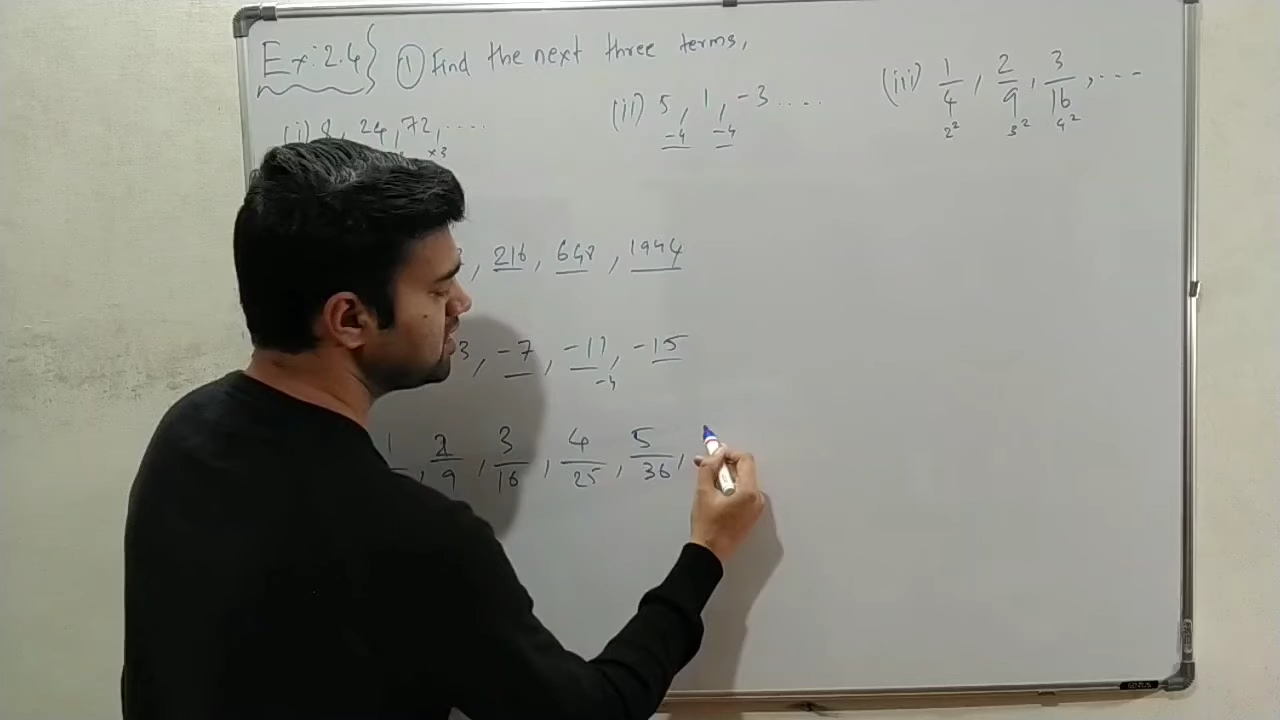 Ex: 2.4} ① Find the next three terms,
(i) 8, 24, 72, ....
×3
(ii) 5, 1, -3 ....
-4 -4
(iii) 1/4, 2/9, 3/16, ...
2² 3² 4²
, 216, 648, 1944
3, -7, -11, -15
-4
1, 2/9, 3/16, 4/25, 5/36,